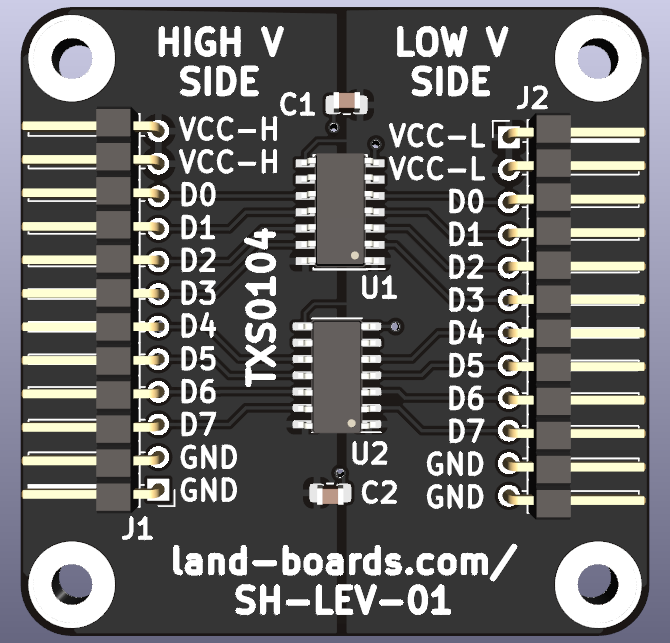 HIGH V
SIDE
LOW V
SIDE
C1
J2
VCC-H
VCC-H
D0
D1
D2
D3
D4
D5
D6
D7
GND
GND
J1
TXS0104
U1
U2
C2
VCC-L
VCC-L
D0
D1
D2
D3
D4
D5
D6
D7
GND
GND
land-boards.com/
SH-LEV-01